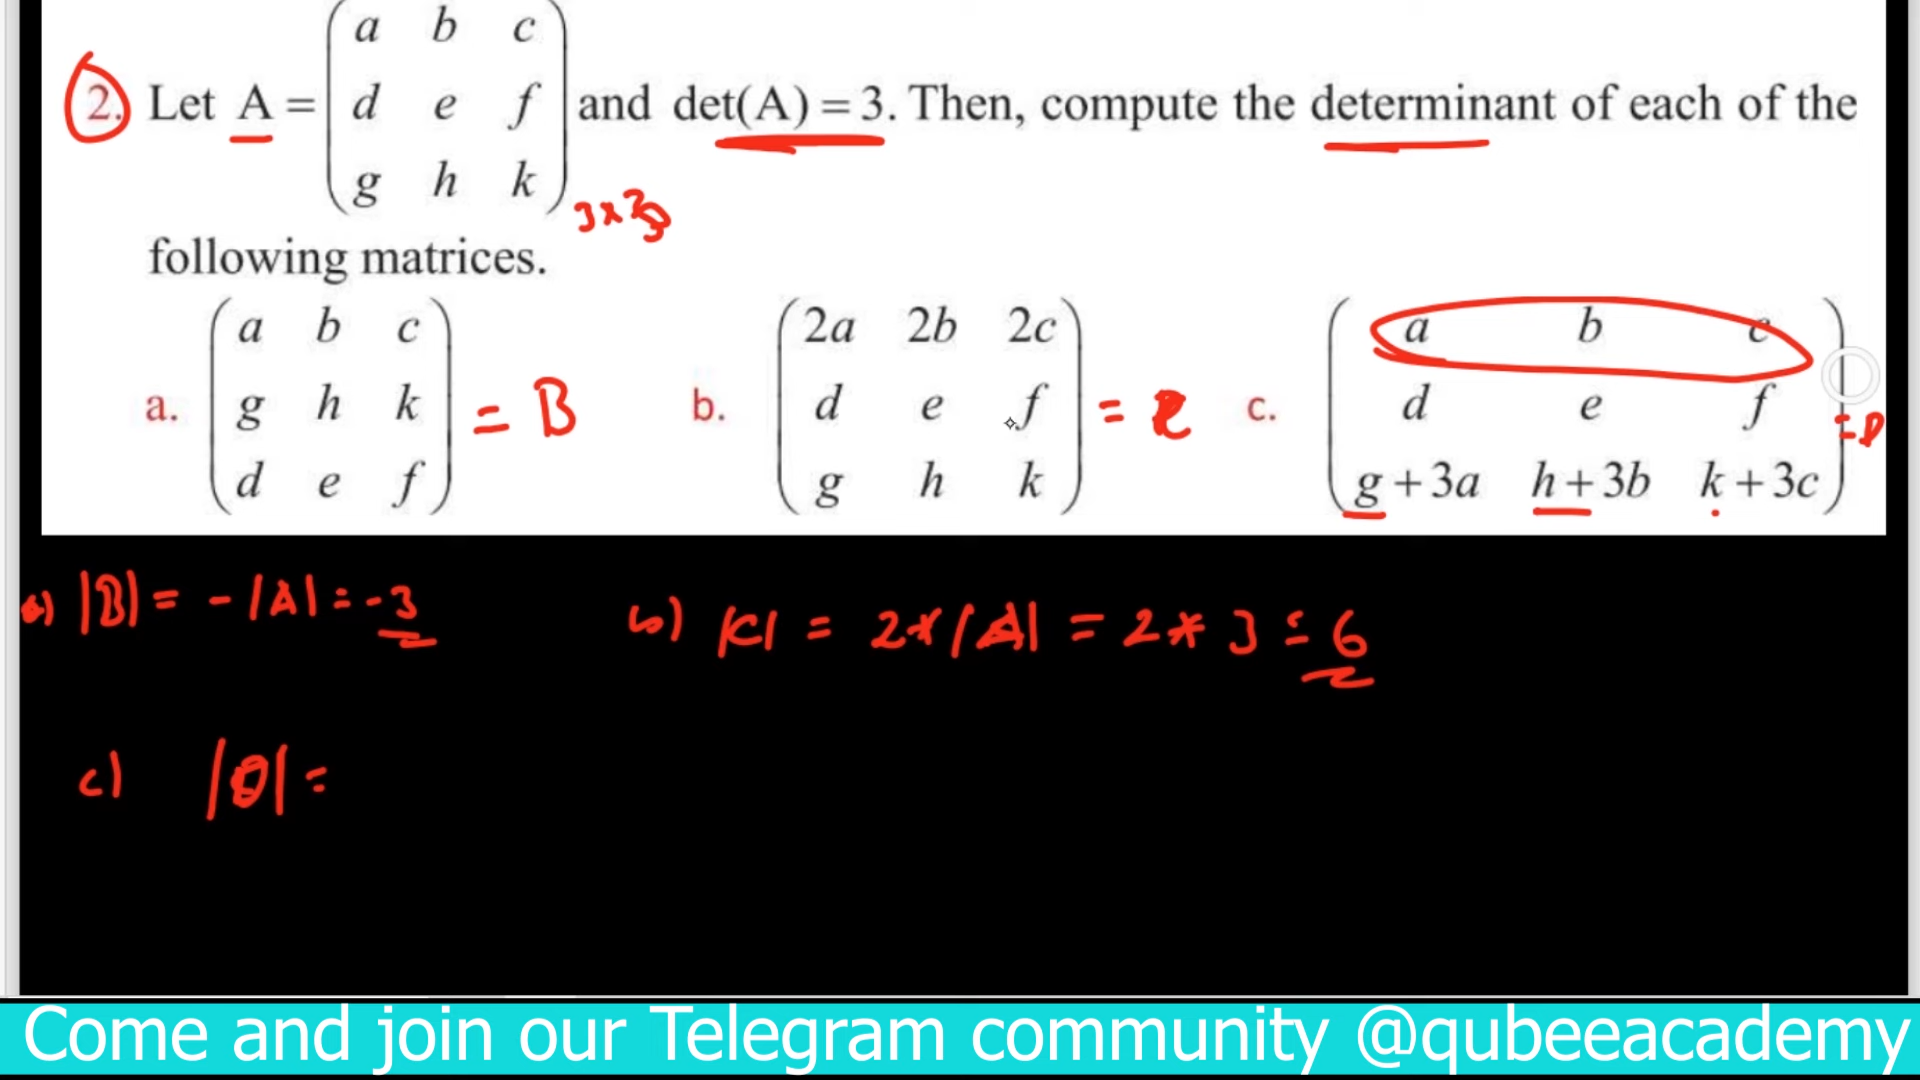 2. Let A = ( a b c
d e f
g h k ) and det(A) = 3. Then, compute the determinant of each of the
3x3
following matrices.
a. ( a b c
g h k
d e f ) = B
b. ( 2a 2b 2c
d e f
g h k ) = C
c. ( a b c
d e f
g+3a h+3b k+3c ) = D
a) |B| = -|A| = -3
b) |C| = 2*|A| = 2 * 3 = 6
c) |D| =
Come and join our Telegram community @qubeeacademy